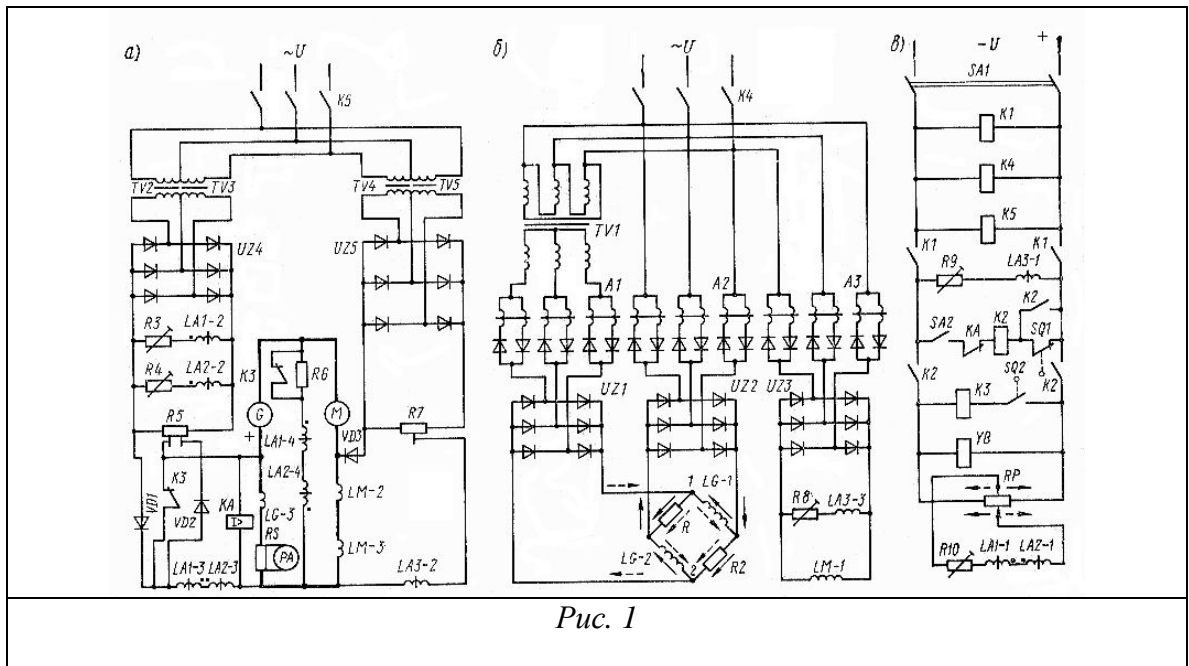 а)
~U
K5
TV2
TV3
TV4
TV5
UZ4
UZ5
R3
LA1-2
R4
LA2-2
K3
R6
R5
G
M
R7
+
LA1-4
VD3
K3
LA2-4
LM-2
VD1
VD2
KA
I>
LG-3
RS
PA
LM-3
LA1-3
LA2-3
LA3-2
б)
~U
K4
TV1
A1
A2
A3
UZ1
UZ2
UZ3
1
LG-1
R
R8
LA3-3
LG-2
2
R2
LM-1
в)
-U
+
SA1
K1
K4
K5
K1
K1
R9
LA3-1
K2
SA2
KA
K2
SQ1
K2
SQ2
K2
K3
YB
RP
R10
LA1-1
LA2-1
Рис. 1